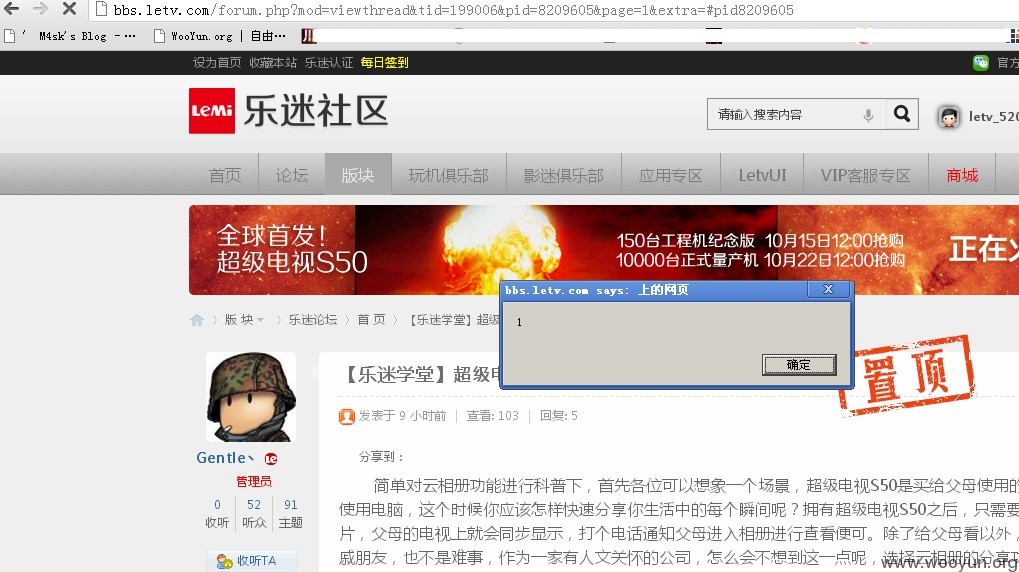 bbs.letv.com/forum.php?mod=viewthread&tid=199006&pid=8209605&page=1&extra=#pid8209605
' M4sk's Blog - ··· WooYun.org | 自由···
设为首页 收藏本站 乐迷认证 每日签到 官方
LeMi 乐迷社区
请输入搜索内容
letv_520
首页 论坛 版块 玩机俱乐部 影迷俱乐部 应用专区 LetvUI VIP客服专区 商城
全球首发!
超级电视S50
150台工程机纪念版 10月15日12:00抢购
10000台正式量产机 10月22日12:00抢购
正在火
bbs.letv.com says: 上的网页
1
确定
版块 乐迷论坛 首页 【乐迷学堂】超级
【乐迷学堂】超级电
置顶
发表于 9 小时前 | 查看: 103 | 回复: 5
Gentle丶
管理员
0 52 91
收听 听众 主题
收听TA
分享到：
简单对云相册功能进行科普下，首先各位可以想象一个场景，超级电视S50是买给父母使用的
使用电脑，这个时候你应该怎样快速分享你生活中的每个瞬间呢？拥有超级电视S50之后，只需要
片，父母的电视上就会同步显示，打个电话通知父母进入相册进行查看便可。除了给父母看以外，
戚朋友，也不是难事，作为一家有人文关怀的公司，怎么会不想到这一点呢，选择云相册的分享
www.wooyun.org